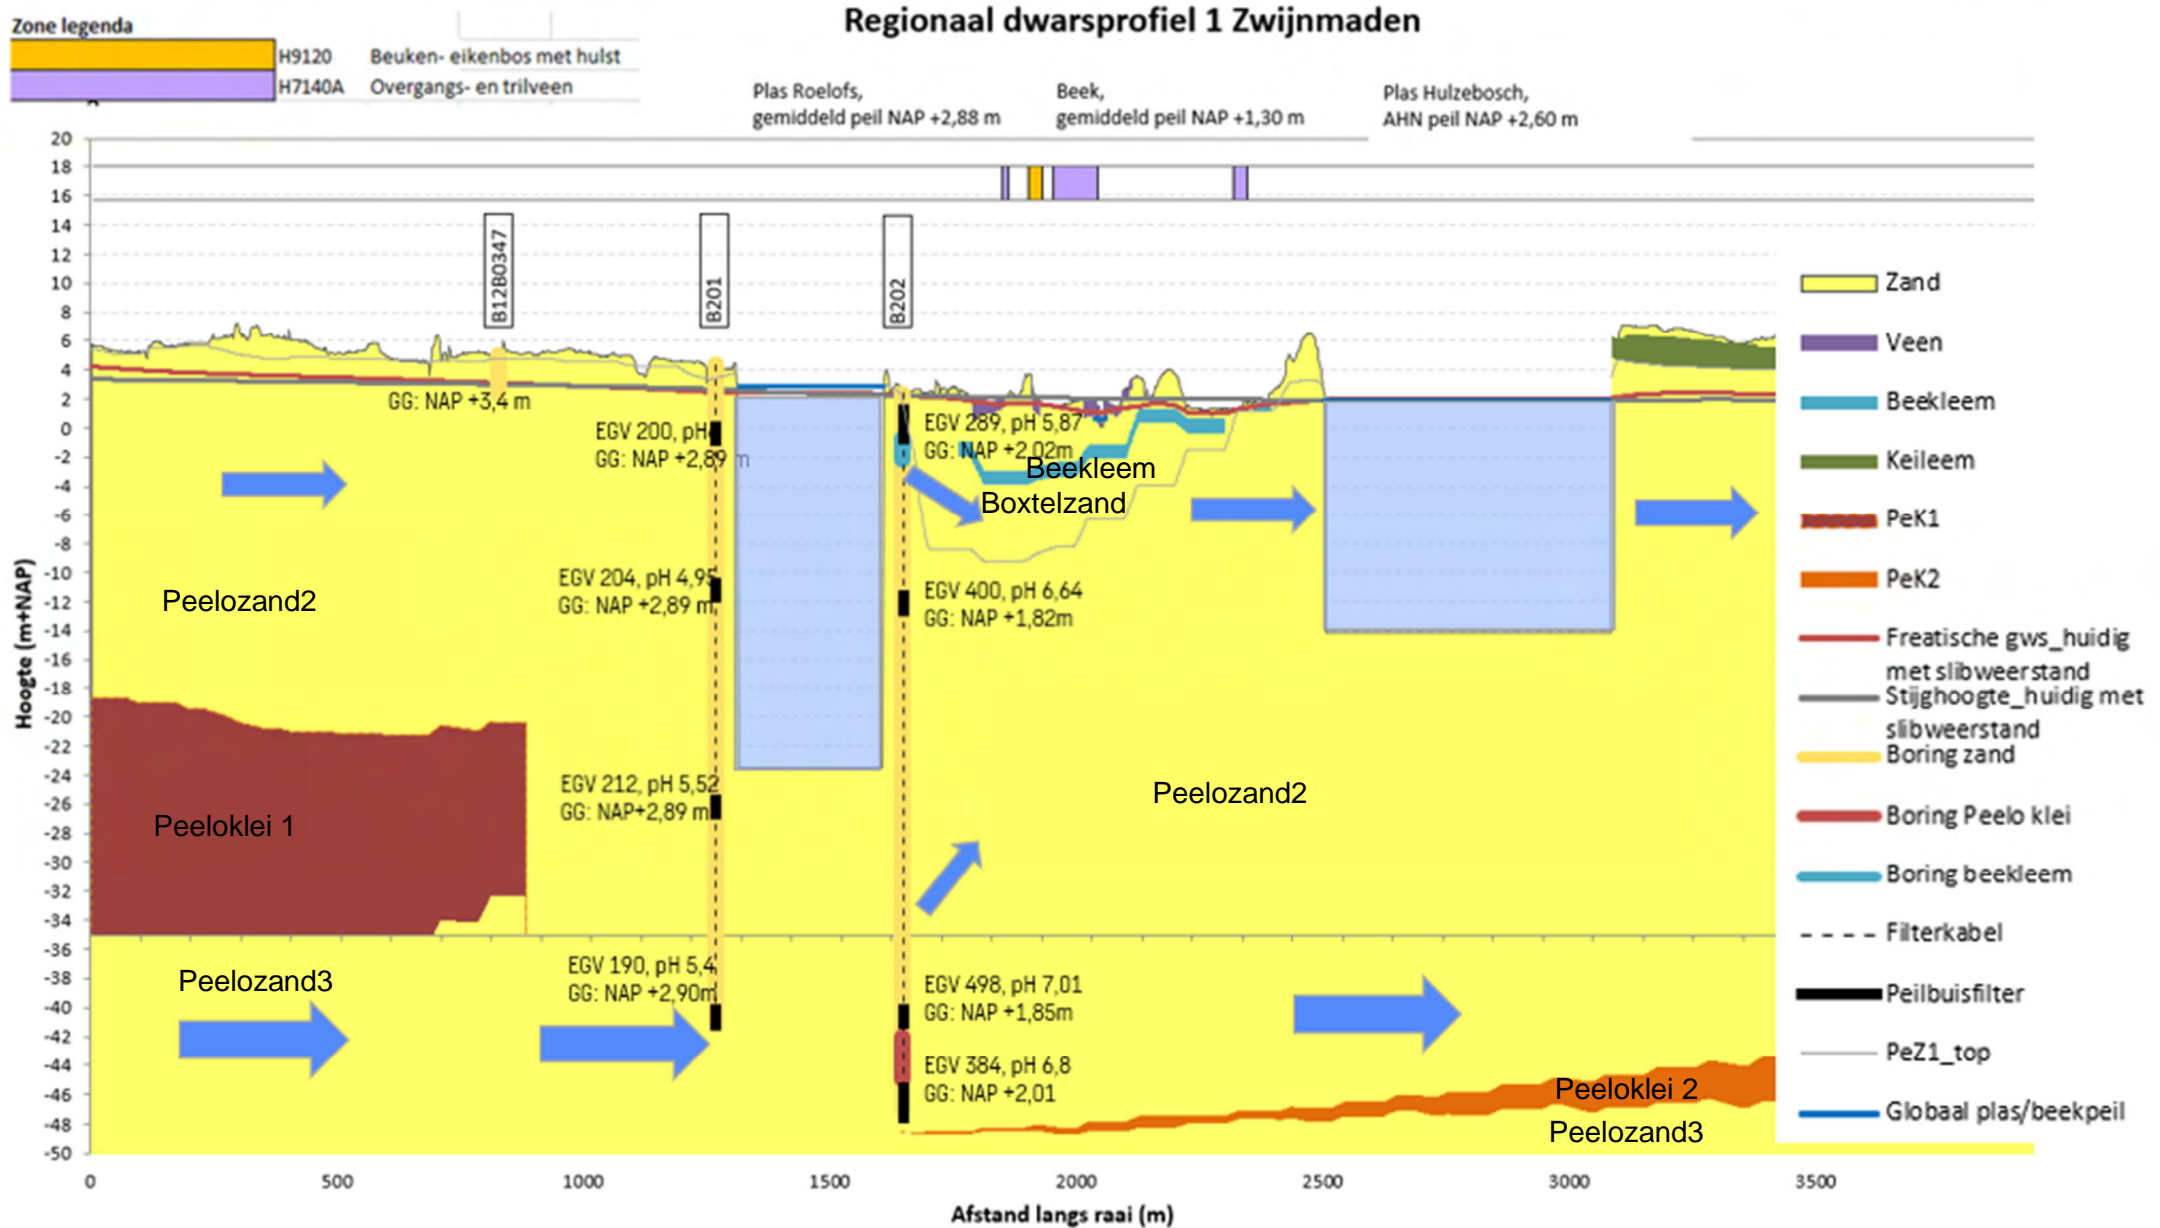 Regionaal dwarsprofiel 1 Zwijnmaden
Zone legenda
H9120 Beuken- eikenbos met hulst
H7140A Overgangs- en trilveen
Plas Roelofs,
gemiddeld peil NAP +2,88 m
Beek,
gemiddeld peil NAP +1,30 m
Plas Hulzebosch,
AHN peil NAP +2,60 m
20
18
16
14
12
10
8
6
4
2
0
-2
-4
-6
-8
-10
-12
-14
-16
-18
-20
-22
-24
-26
-28
-30
-32
-34
-36
-38
-40
-42
-44
-46
-48
-50
Hoogte (m+NAP)
B12B0347
B201
B202
GG: NAP +3,4 m
EGV 200, pH
GG: NAP +2,89 m
EGV 204, pH 4,95
GG: NAP +2,89 m
EGV 212, pH 5,52
GG: NAP+2,89 m
EGV 190, pH 5,4
GG: NAP +2,90m
EGV 289, pH 5,87
GG: NAP +2,02m
Beekleem
Boxtelzand
EGV 400, pH 6,64
GG: NAP +1,82m
EGV 498, pH 7,01
GG: NAP +1,85m
EGV 384, pH 6,8
GG: NAP +2,01
Peelozand2
Peeloklei 1
Peelozand3
Peelozand2
Peeloklei 2
Peelozand3
Zand
Veen
Beekleem
Keileem
PeK1
PeK2
Freatische gws_huidig
met slibweerstand
Stijghoogte_huidig met
slibweerstand
Boring zand
Boring Peelo klei
Boring beekleem
Filterkabel
Peilbuisfilter
PeZ1_top
Globaal plas/beekpeil
0 500 1000 1500 2000 2500 3000 3500
Afstand langs raai (m)